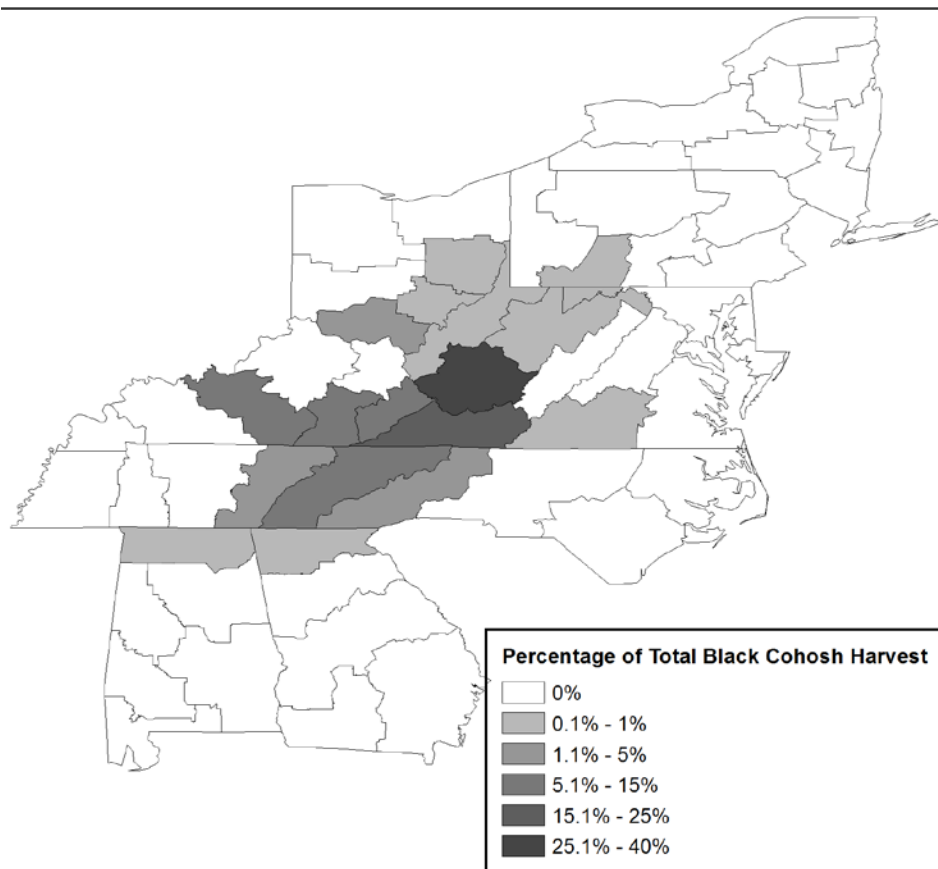 Percentage of Total Black Cohosh Harvest
0%
0.1% - 1%
1.1% - 5%
5.1% - 15%
15.1% - 25%
25.1% - 40%